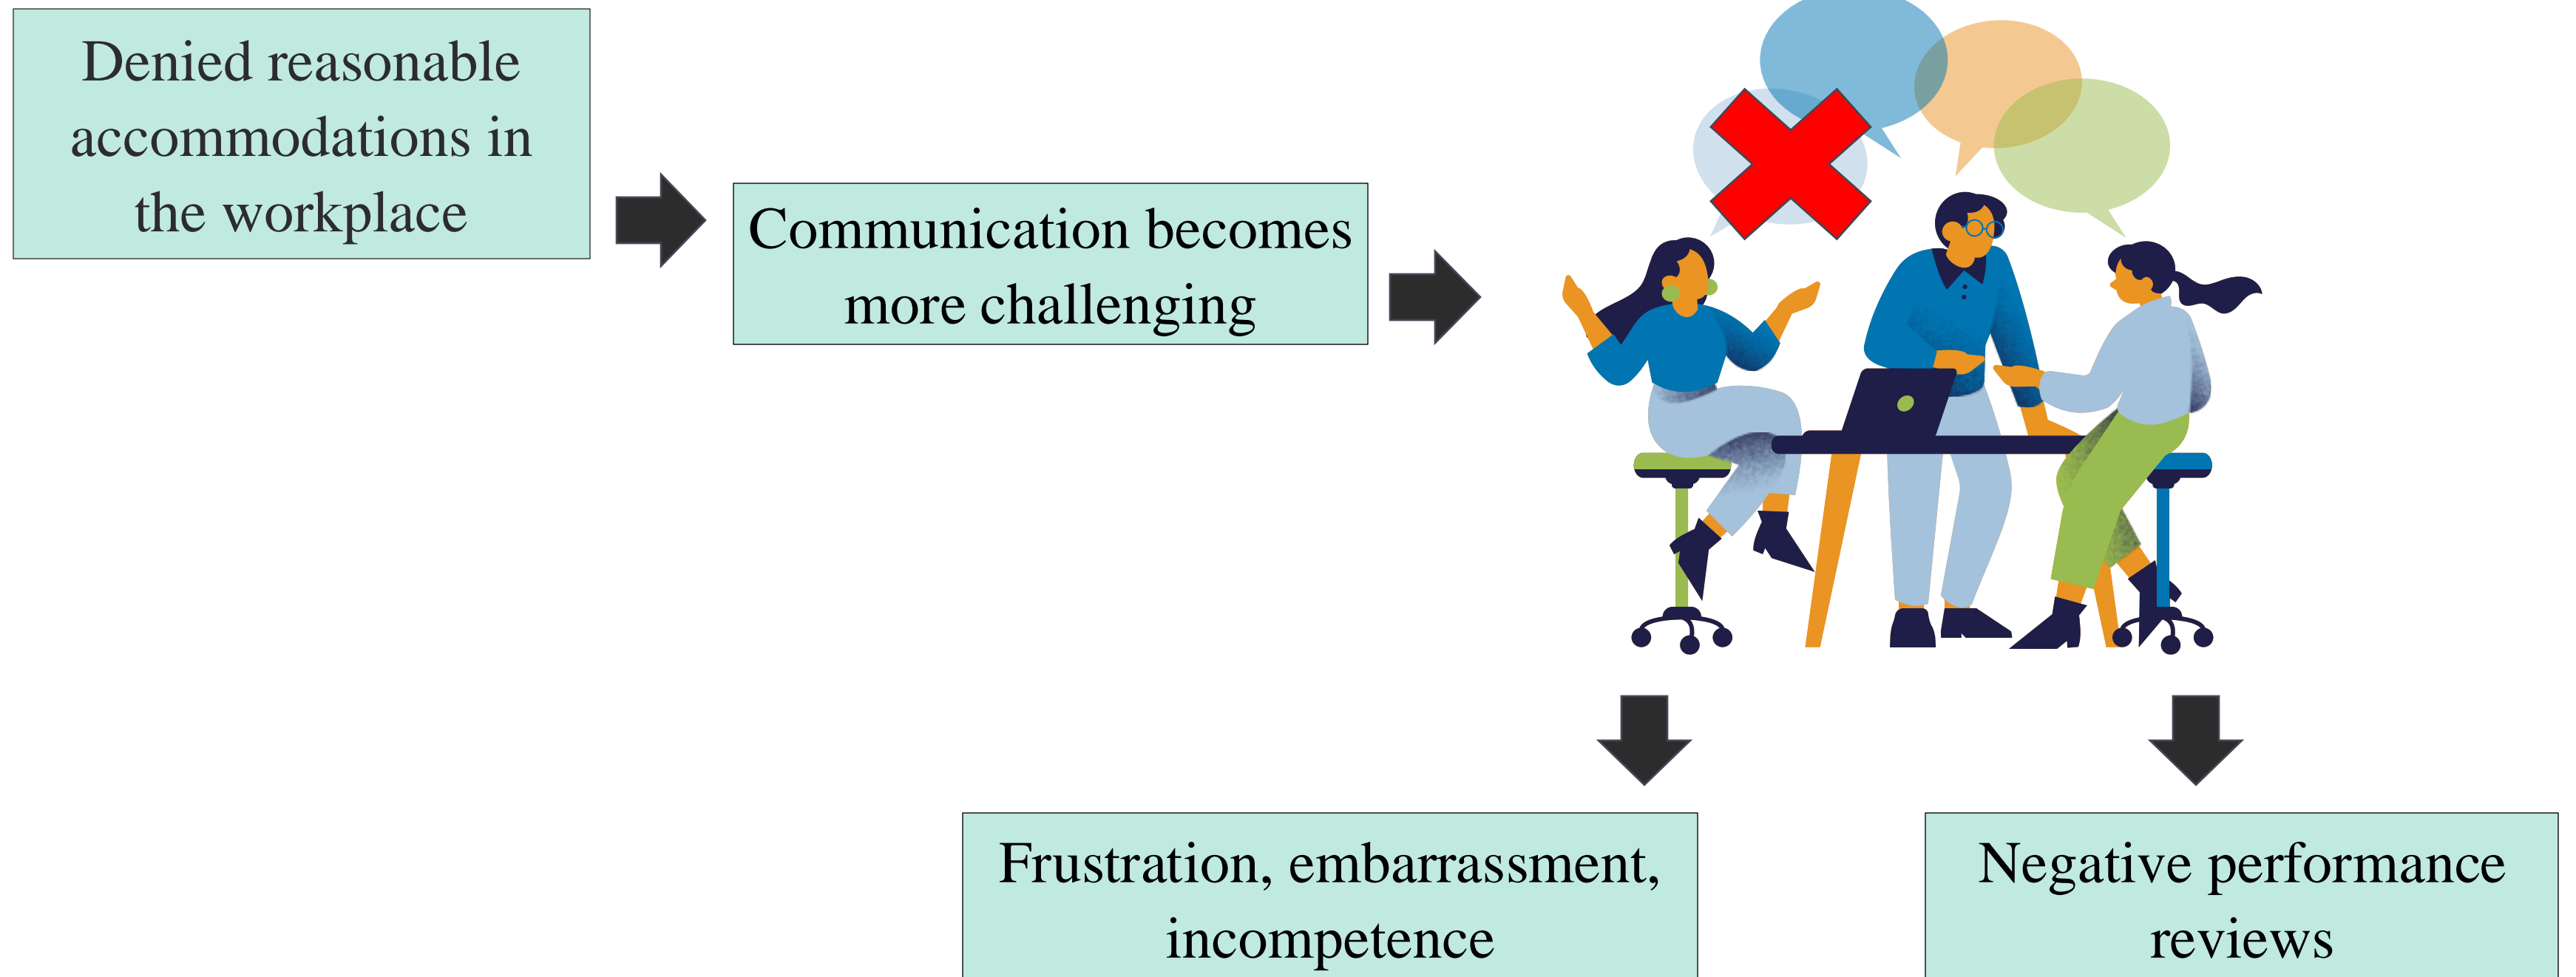 Denied reasonable
accommodations in
the workplace
Communication becomes
more challenging
Frustration, embarrassment,
incompetence
Negative performance
reviews